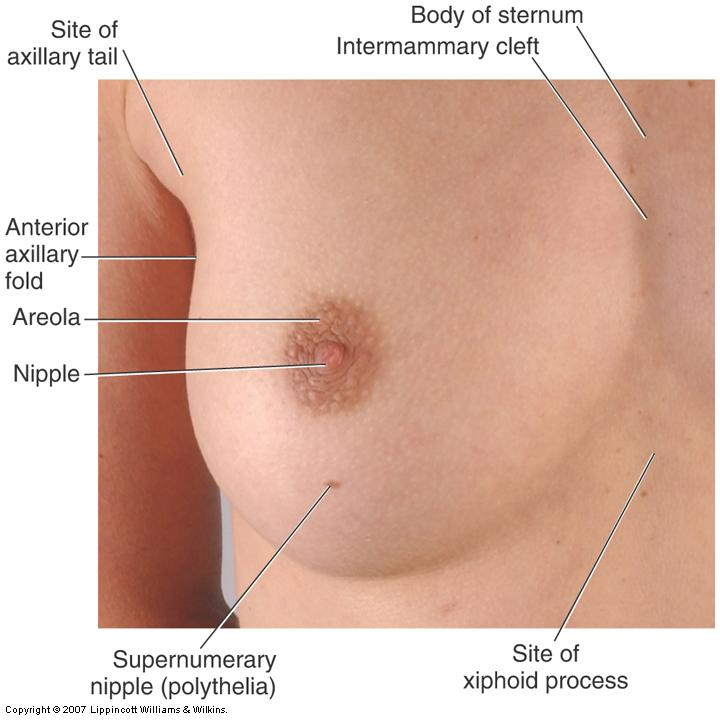 Body of sternum
Site of
axillary tail
Intermammary cleft
Anterior
axillary
fold
Areola
Nipple
Supernumerary
nipple (polythelia)
Site of
xiphoid process
Copyright © 2007 Lippincott Williams & Wilkins.